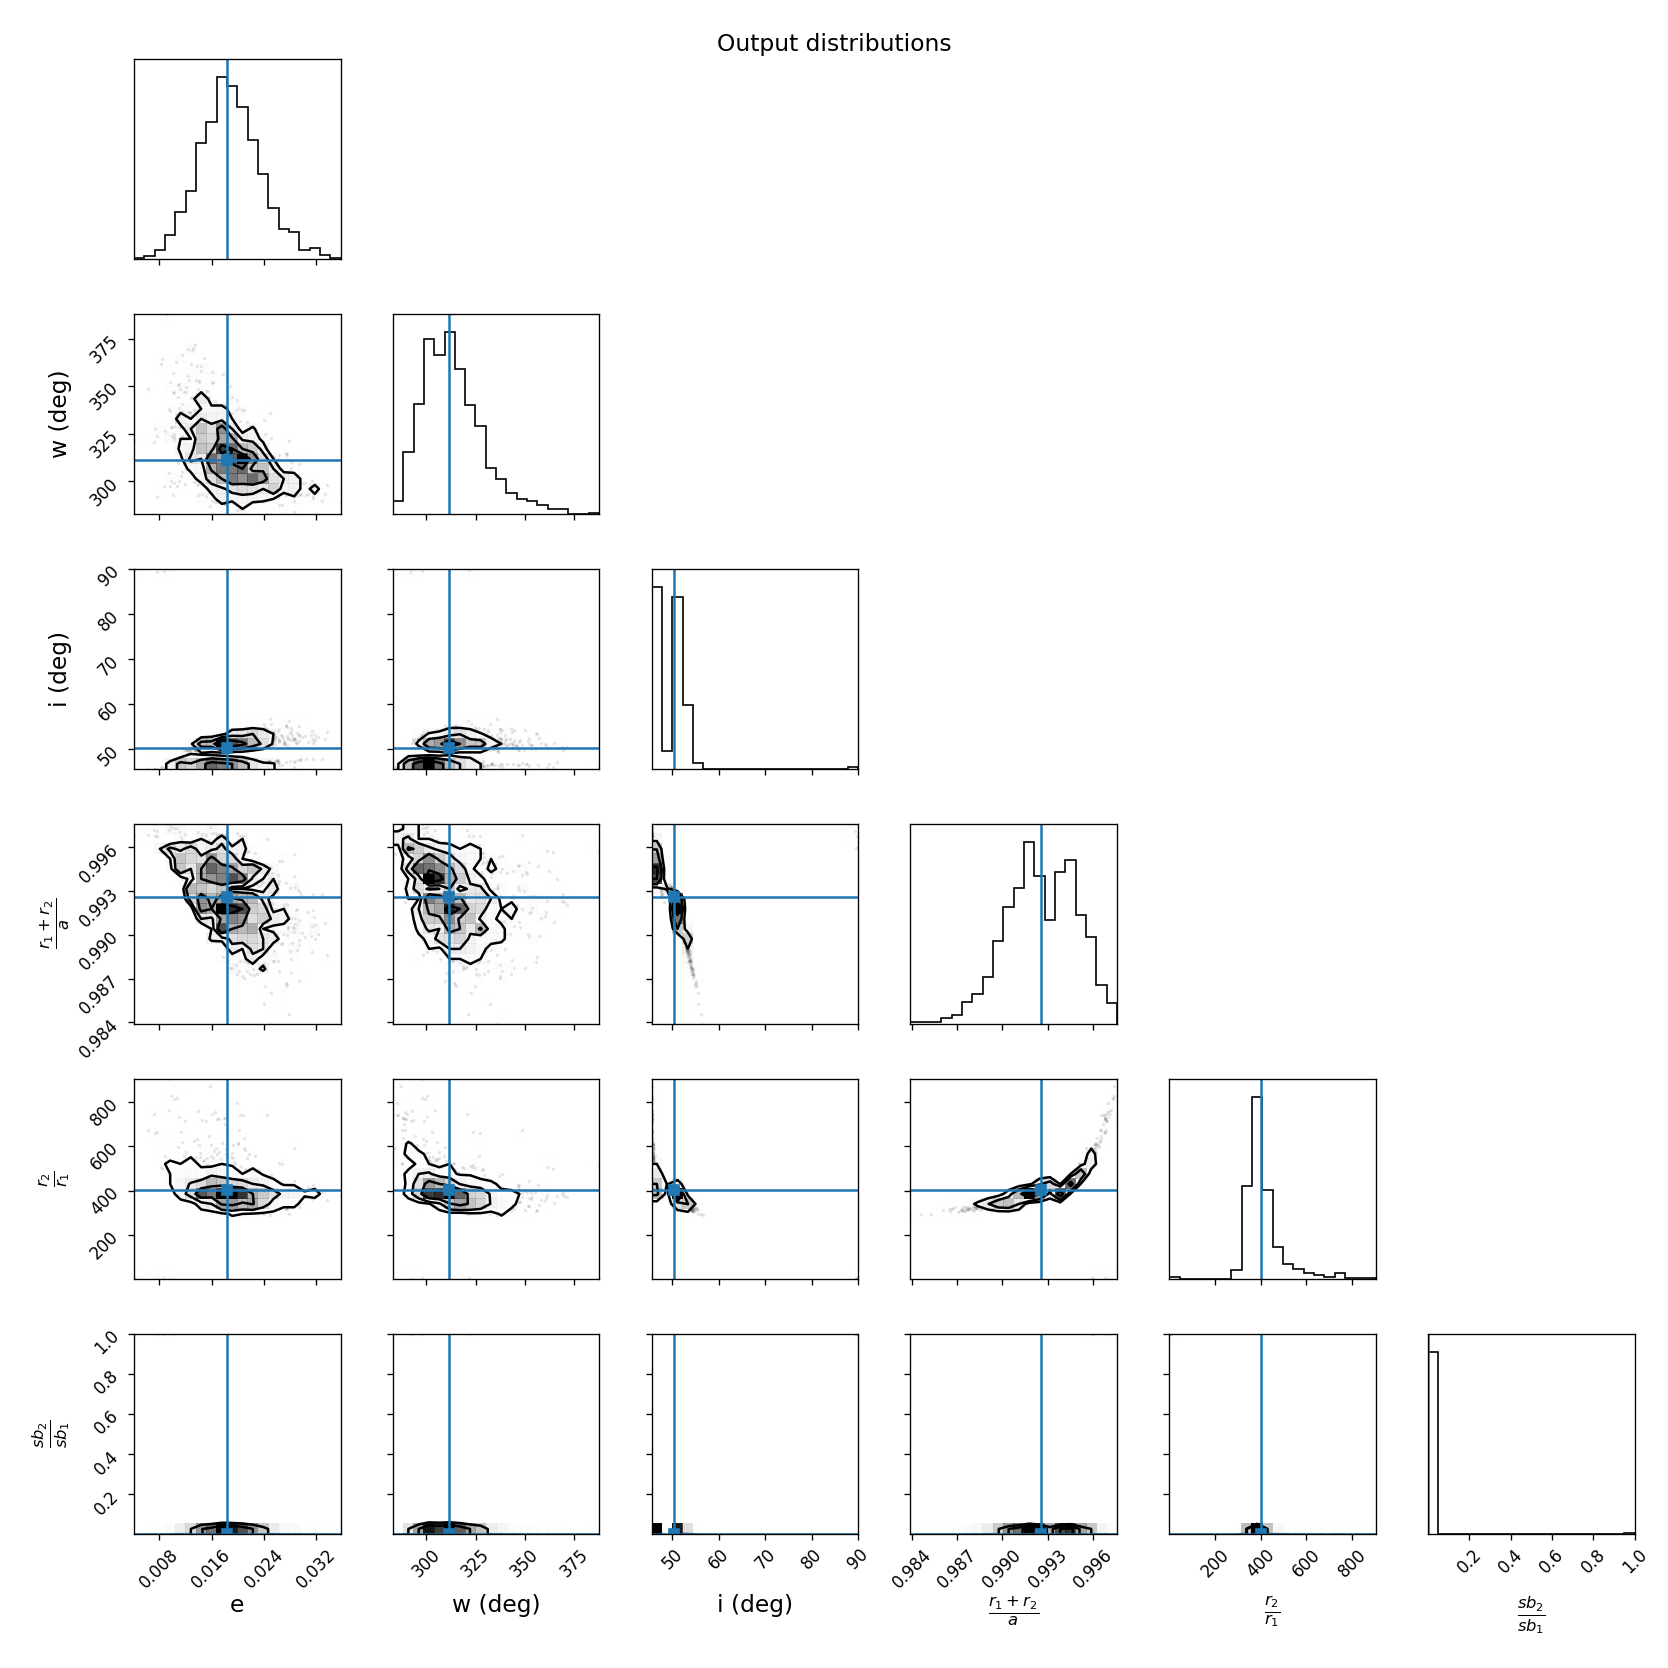 Output distributions
w (deg)
375
350
325
300
i (deg)
90
80
70
60
50
r₁ + r₂
a
0.996
0.993
0.990
0.987
0.984
r₂
r₁
800
600
400
200
sb₂
sb₁
1.0
0.8
0.6
0.4
0.2
0.008 0.016 0.024 0.032
300 325 350 375
50 60 70 80 90
0.984 0.987 0.990 0.993 0.996
200 400 600 800
0.2 0.4 0.6 0.8 1.0
e
w (deg)
i (deg)
r₁ + r₂
a
r₂
r₁
sb₂
sb₁